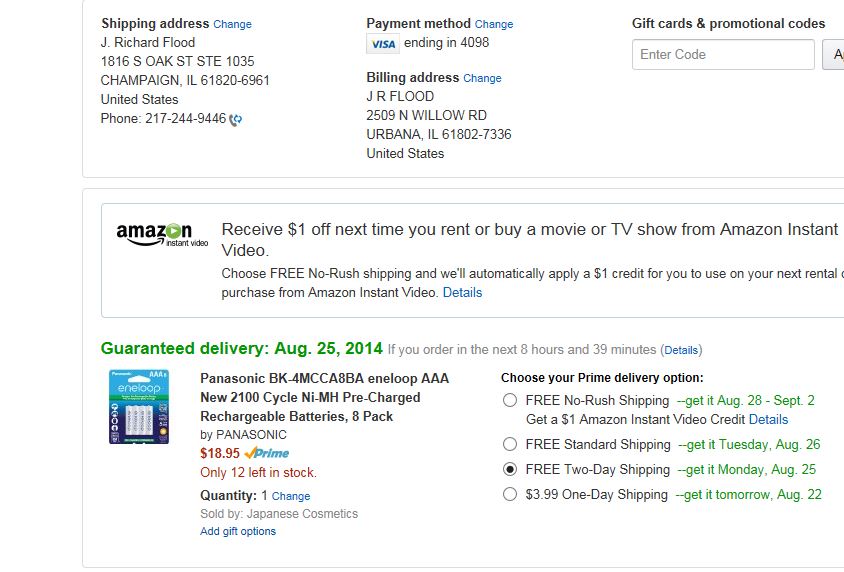 Shipping address Change
J. Richard Flood
1816 S OAK ST STE 1035
CHAMPAIGN, IL 61820-6961
United States
Phone: 217-244-9446
Payment method Change
VISA ending in 4098
Billing address Change
J R FLOOD
2509 N WILLOW RD
URBANA, IL 61802-7336
United States
Gift cards & promotional codes
Enter Code
amazon instant video
Receive $1 off next time you rent or buy a movie or TV show from Amazon Instant
Video.
Choose FREE No-Rush shipping and we'll automatically apply a $1 credit for you to use on your next rental
purchase from Amazon Instant Video. Details
Guaranteed delivery: Aug. 25, 2014 If you order in the next 8 hours and 39 minutes (Details)
Panasonic AAA
eneloop
Panasonic BK-4MCCA8BA eneloop AAA
New 2100 Cycle Ni-MH Pre-Charged
Rechargeable Batteries, 8 Pack
by PANASONIC
$18.95 Prime
Only 12 left in stock.
Quantity: 1 Change
Sold by: Japanese Cosmetics
Add gift options
Choose your Prime delivery option:
FREE No-Rush Shipping --get it Aug. 28 - Sept. 2
Get a $1 Amazon Instant Video Credit Details
FREE Standard Shipping --get it Tuesday, Aug. 26
FREE Two-Day Shipping --get it Monday, Aug. 25
$3.99 One-Day Shipping --get it tomorrow, Aug. 22